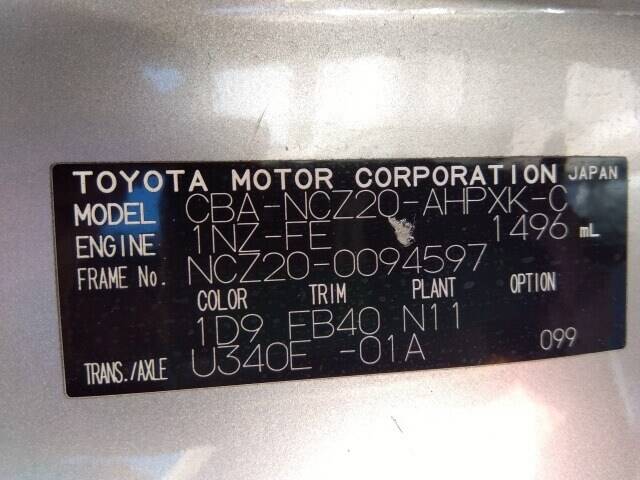 TOYOTA MOTOR CORPORATION JAPAN
MODEL CBA-NCZ20-AHPXK-C
ENGINE 1NZ-FE 1496 mL
FRAME No. NCZ20-0094597
COLOR TRIM PLANT OPTION
1D9 FB40 N11
TRANS./AXLE U340E -01A 099